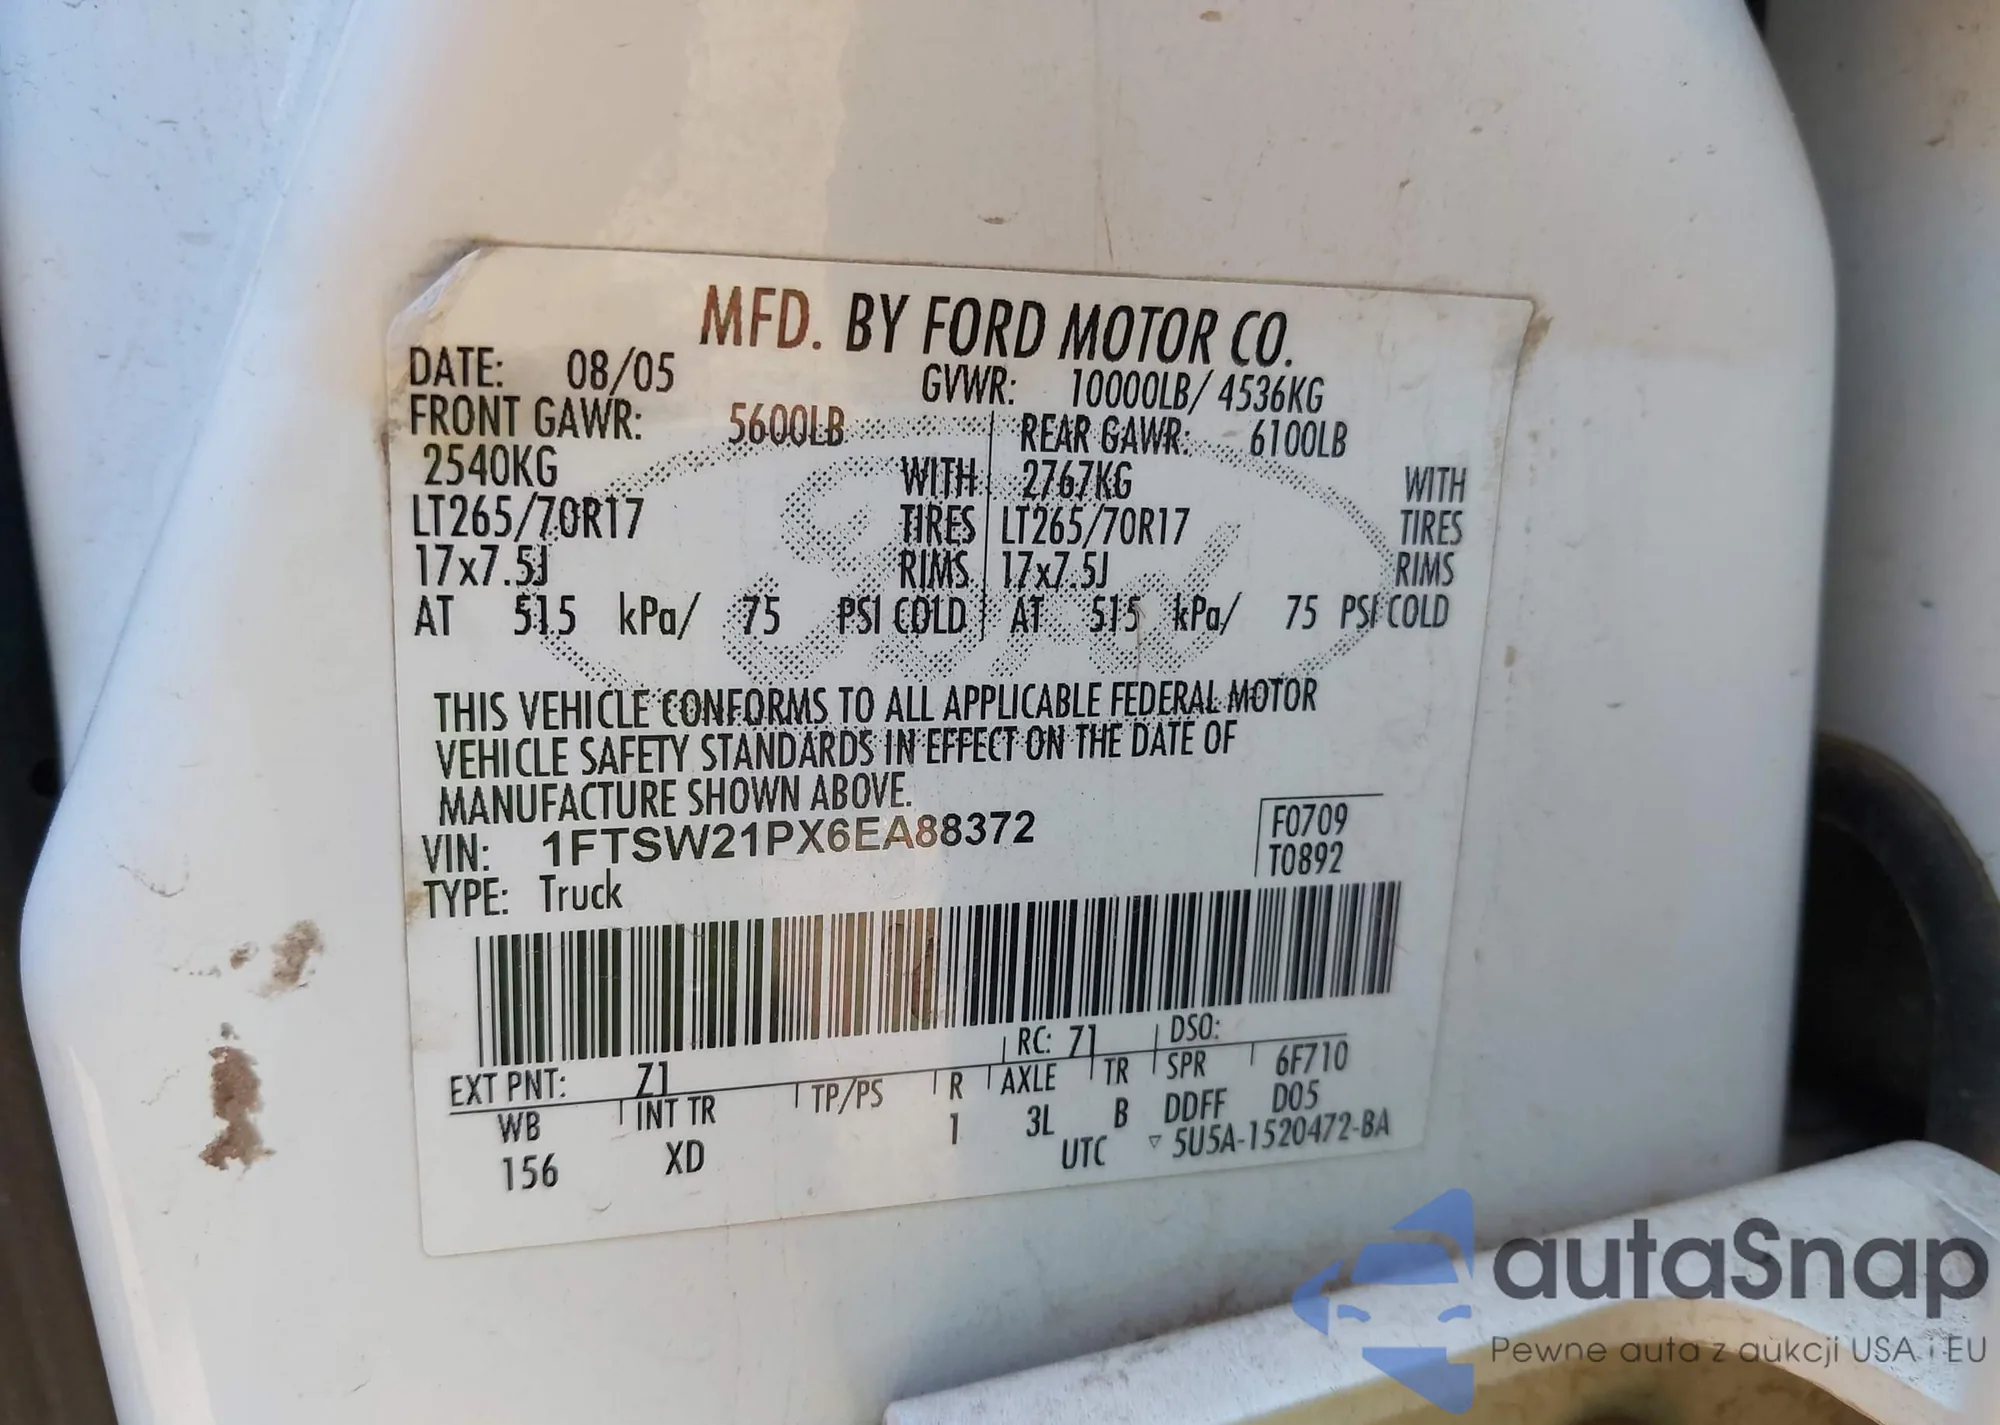 MFD. BY FORD MOTOR CO.
DATE: 08/05 GVWR: 10000LB/ 4536KG
FRONT GAWR: 5600LB REAR GAWR: 6100LB
2540KG WITH 2767KG WITH
LT265/70R17 TIRES LT265/70R17 TIRES
17x7.5J RIMS 17x7.5J RIMS
AT 515 kPa/ 75 PSI COLD AT 515 kPa/ 75 PSI COLD
Ford
THIS VEHICLE CONFORMS TO ALL APPLICABLE FEDERAL MOTOR
VEHICLE SAFETY STANDARDS IN EFFECT ON THE DATE OF
MANUFACTURE SHOWN ABOVE.
VIN: 1FTSW21PX6EA88372
F0709
T0892
TYPE: Truck
EXT PNT: Z1 RC: 71 DSO:
WB INT TR TP/PS R AXLE TR SPR 6F710
156 XD 1 3L B DDFF D05
UTC ▽ 5U5A-1520472-BA
autaSnap
Pewne auta z aukcji USA i EU